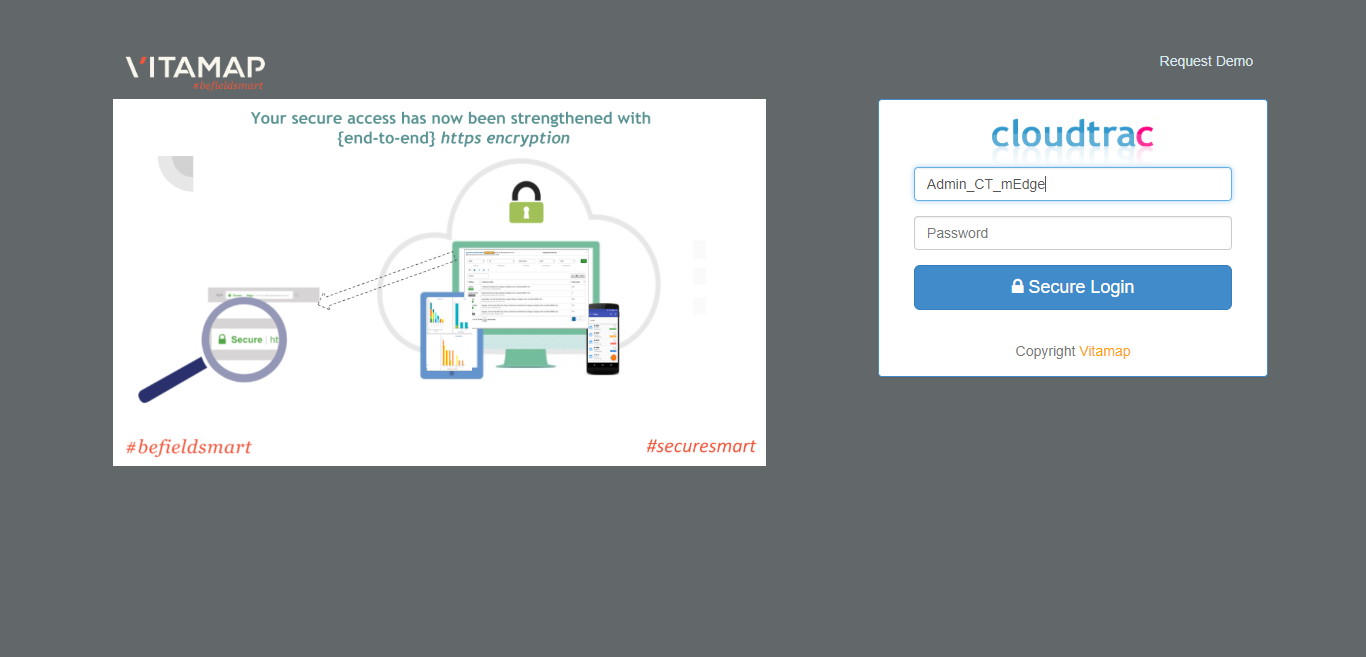 VITAMAP
#befieldsmart
Request Demo
Your secure access has now been strengthened with
{end-to-end} https encryption
Secure | ht
#befieldsmart
#securesmart
cloudtrac
Admin_CT_mEdge
Password
Secure Login
Copyright Vitamap